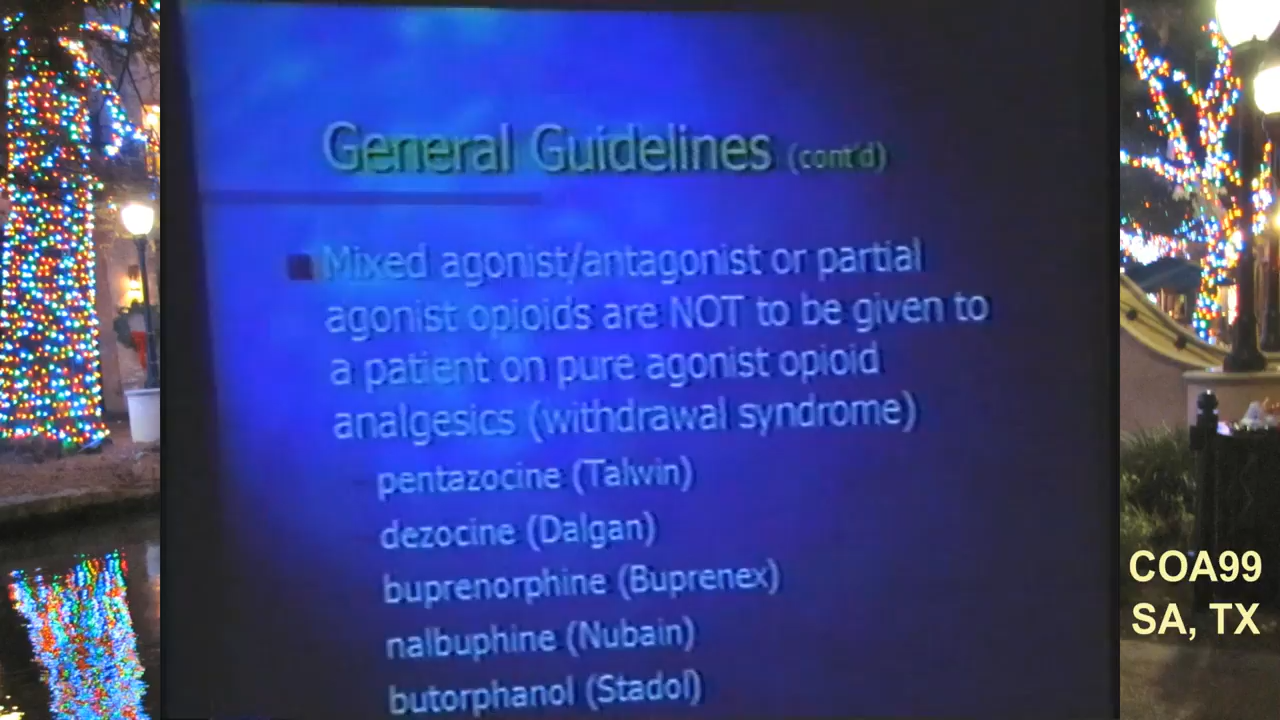 General Guidelines (cont'd)
Mixed agonist/antagonist or partial
agonist opioids are NOT to be given to
a patient on pure agonist opioid
analgesics (withdrawal syndrome)
pentazocine (Talwin)
dezocine (Dalgan)
buprenorphine (Buprenex)
nalbuphine (Nubain)
butorphanol (Stadol)
COA99
SA, TX